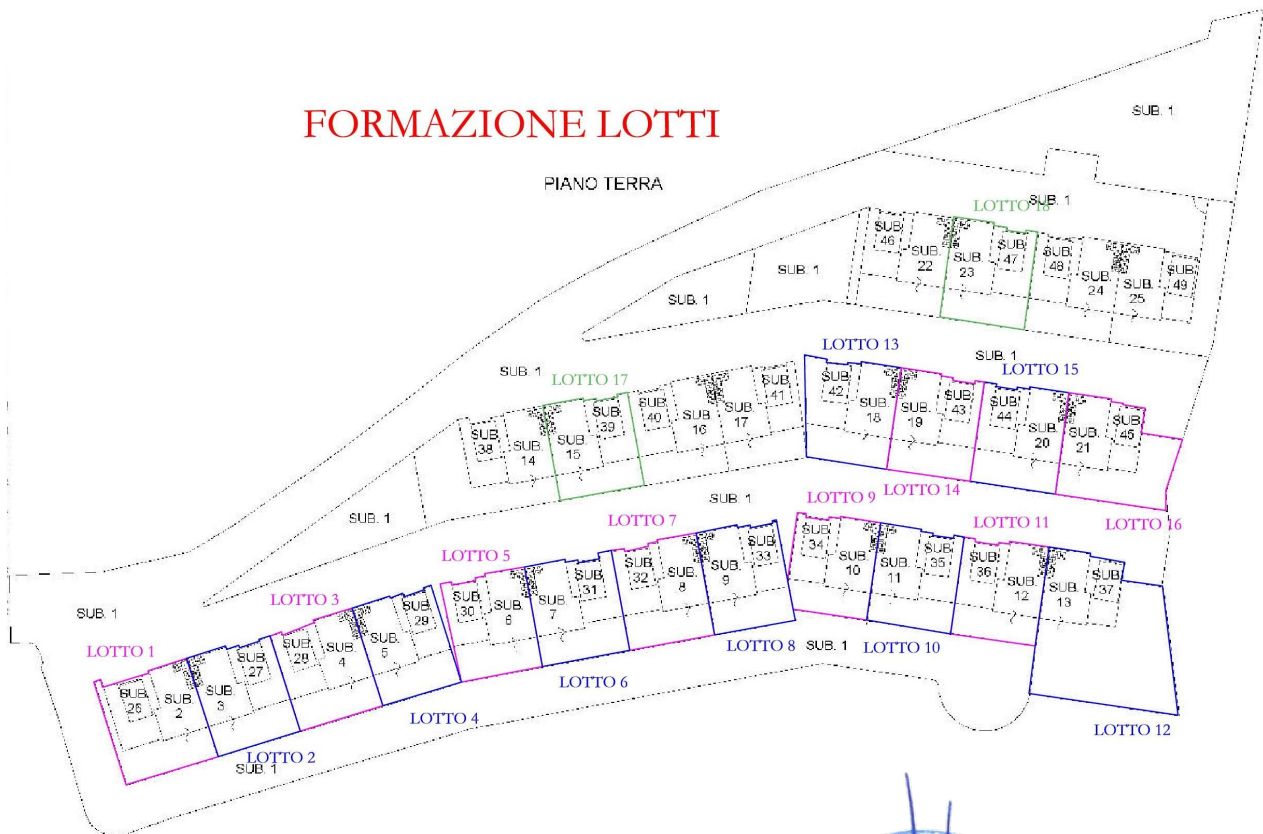 FORMAZIONE LOTTI
PIANO TERRA
SUB. 1
LOTTO 18
SUB. 1
SUB. 46
SUB. 22
SUB. 23
SUB. 47
SUB. 48
SUB. 24
SUB. 25
SUB. 49
SUB. 1
SUB. 1
LOTTO 13
SUB. 1
LOTTO 15
SUB. 1
LOTTO 17
SUB. 38
SUB. 14
SUB. 15
SUB. 39
SUB. 40
SUB. 16
SUB. 17
SUB. 41
SUB. 42
SUB. 18
SUB. 19
SUB. 43
SUB. 44
SUB. 20
SUB. 21
SUB. 45
LOTTO 14
LOTTO 16
SUB. 1
SUB. 1
LOTTO 9
LOTTO 7
LOTTO 11
LOTTO 5
SUB. 30
SUB. 6
SUB. 7
SUB. 31
SUB. 32
SUB. 8
SUB. 9
SUB. 33
SUB. 34
SUB. 10
SUB. 11
SUB. 35
SUB. 36
SUB. 12
SUB. 13
SUB. 37
SUB. 1
LOTTO 3
LOTTO 1
SUB. 26
SUB. 2
SUB. 3
SUB. 27
SUB. 28
SUB. 4
SUB. 5
SUB. 29
LOTTO 8
SUB. 1
LOTTO 10
LOTTO 6
LOTTO 4
LOTTO 12
LOTTO 2
SUB. 1